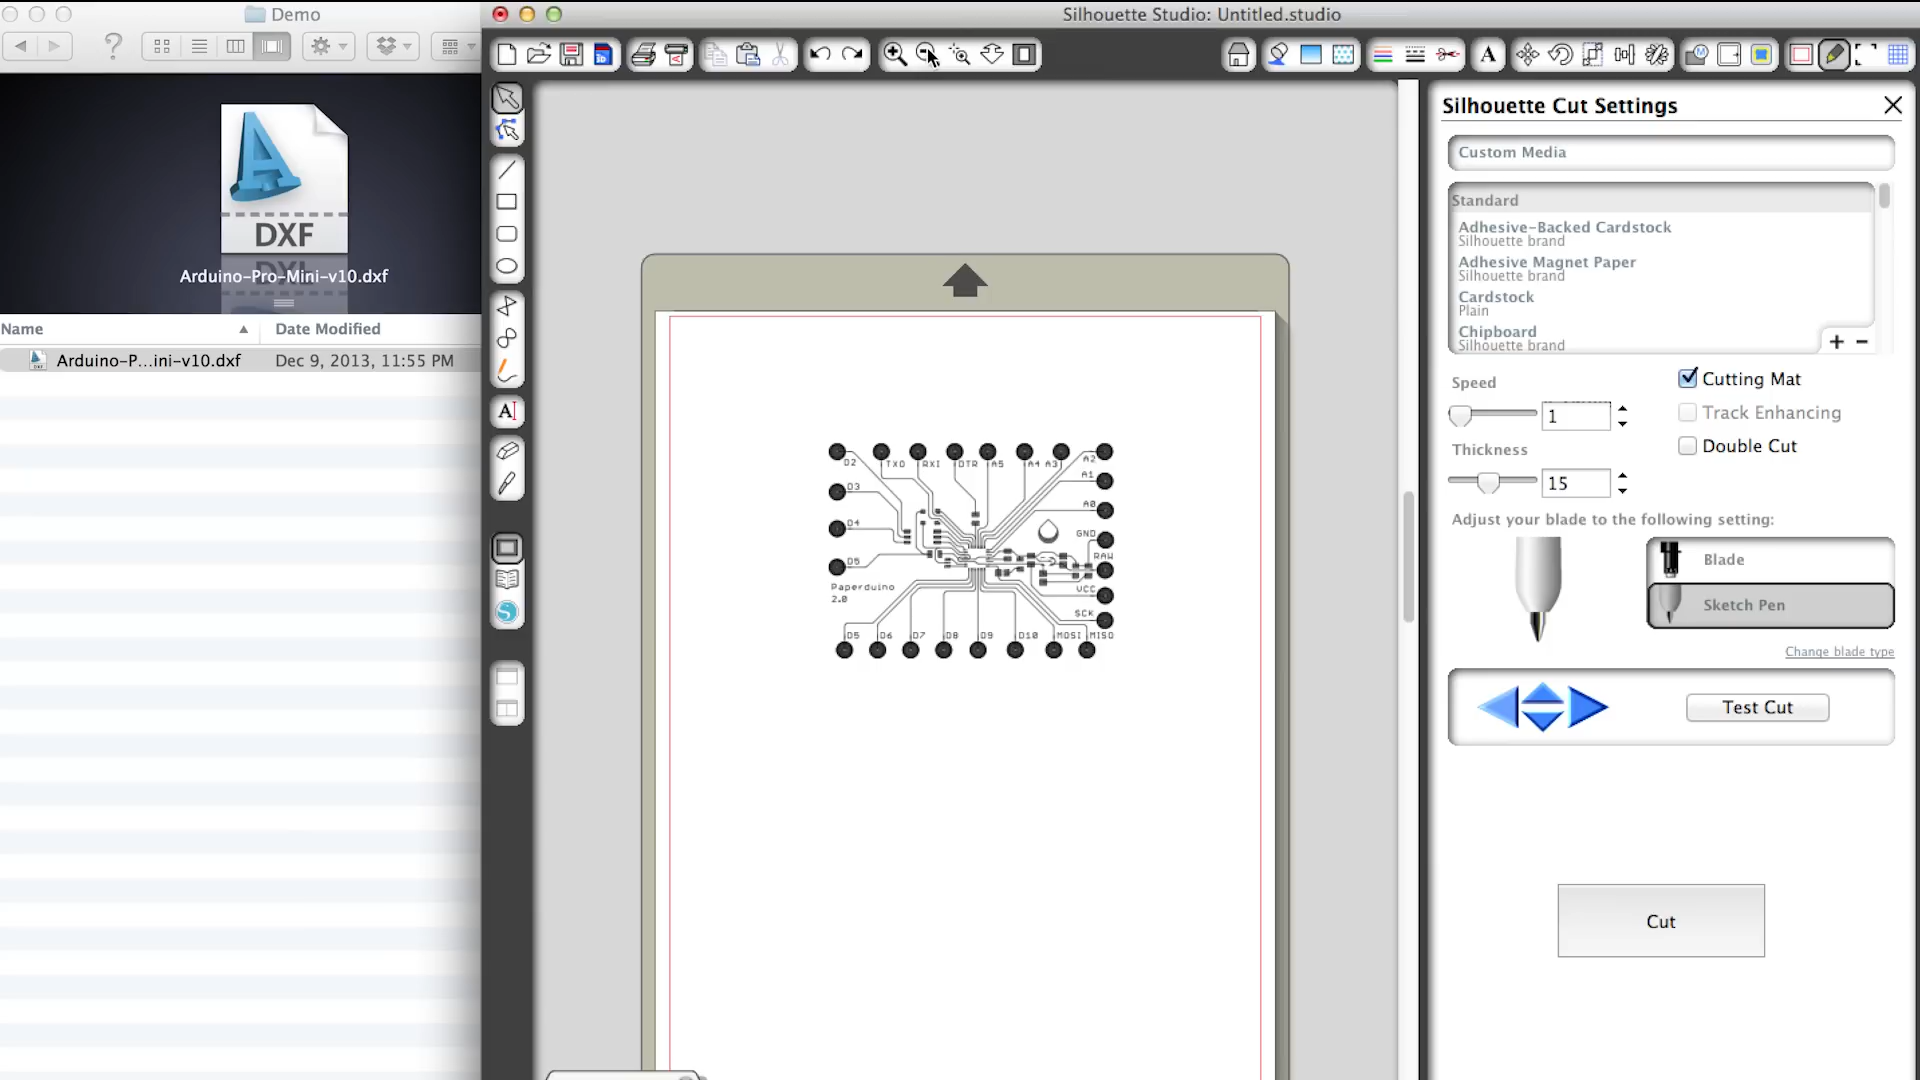 Demo
Silhouette Studio: Untitled.studio
DXF
Arduino-Pro-Mini-v10.dxf
Name
Date Modified
Arduino-P...ini-v10.dxf
Dec 9, 2013, 11:55 PM
D2
TXO
RXI
DTR
A5
A4
A3
A2
D3
A1
D4
A0
GND
D5
RAW
Paperduino
2.0
VCC
SCK
D5
D6
D7
D8
D9
D10
MOSI
MISO
Silhouette Cut Settings
Custom Media
Standard
Adhesive-Backed Cardstock
Silhouette brand
Adhesive Magnet Paper
Silhouette brand
Cardstock
Plain
Chipboard
Silhouette brand
Speed
1
Cutting Mat
Track Enhancing
Thickness
Double Cut
15
Adjust your blade to the following setting:
Blade
Sketch Pen
Change blade type
Test Cut
Cut